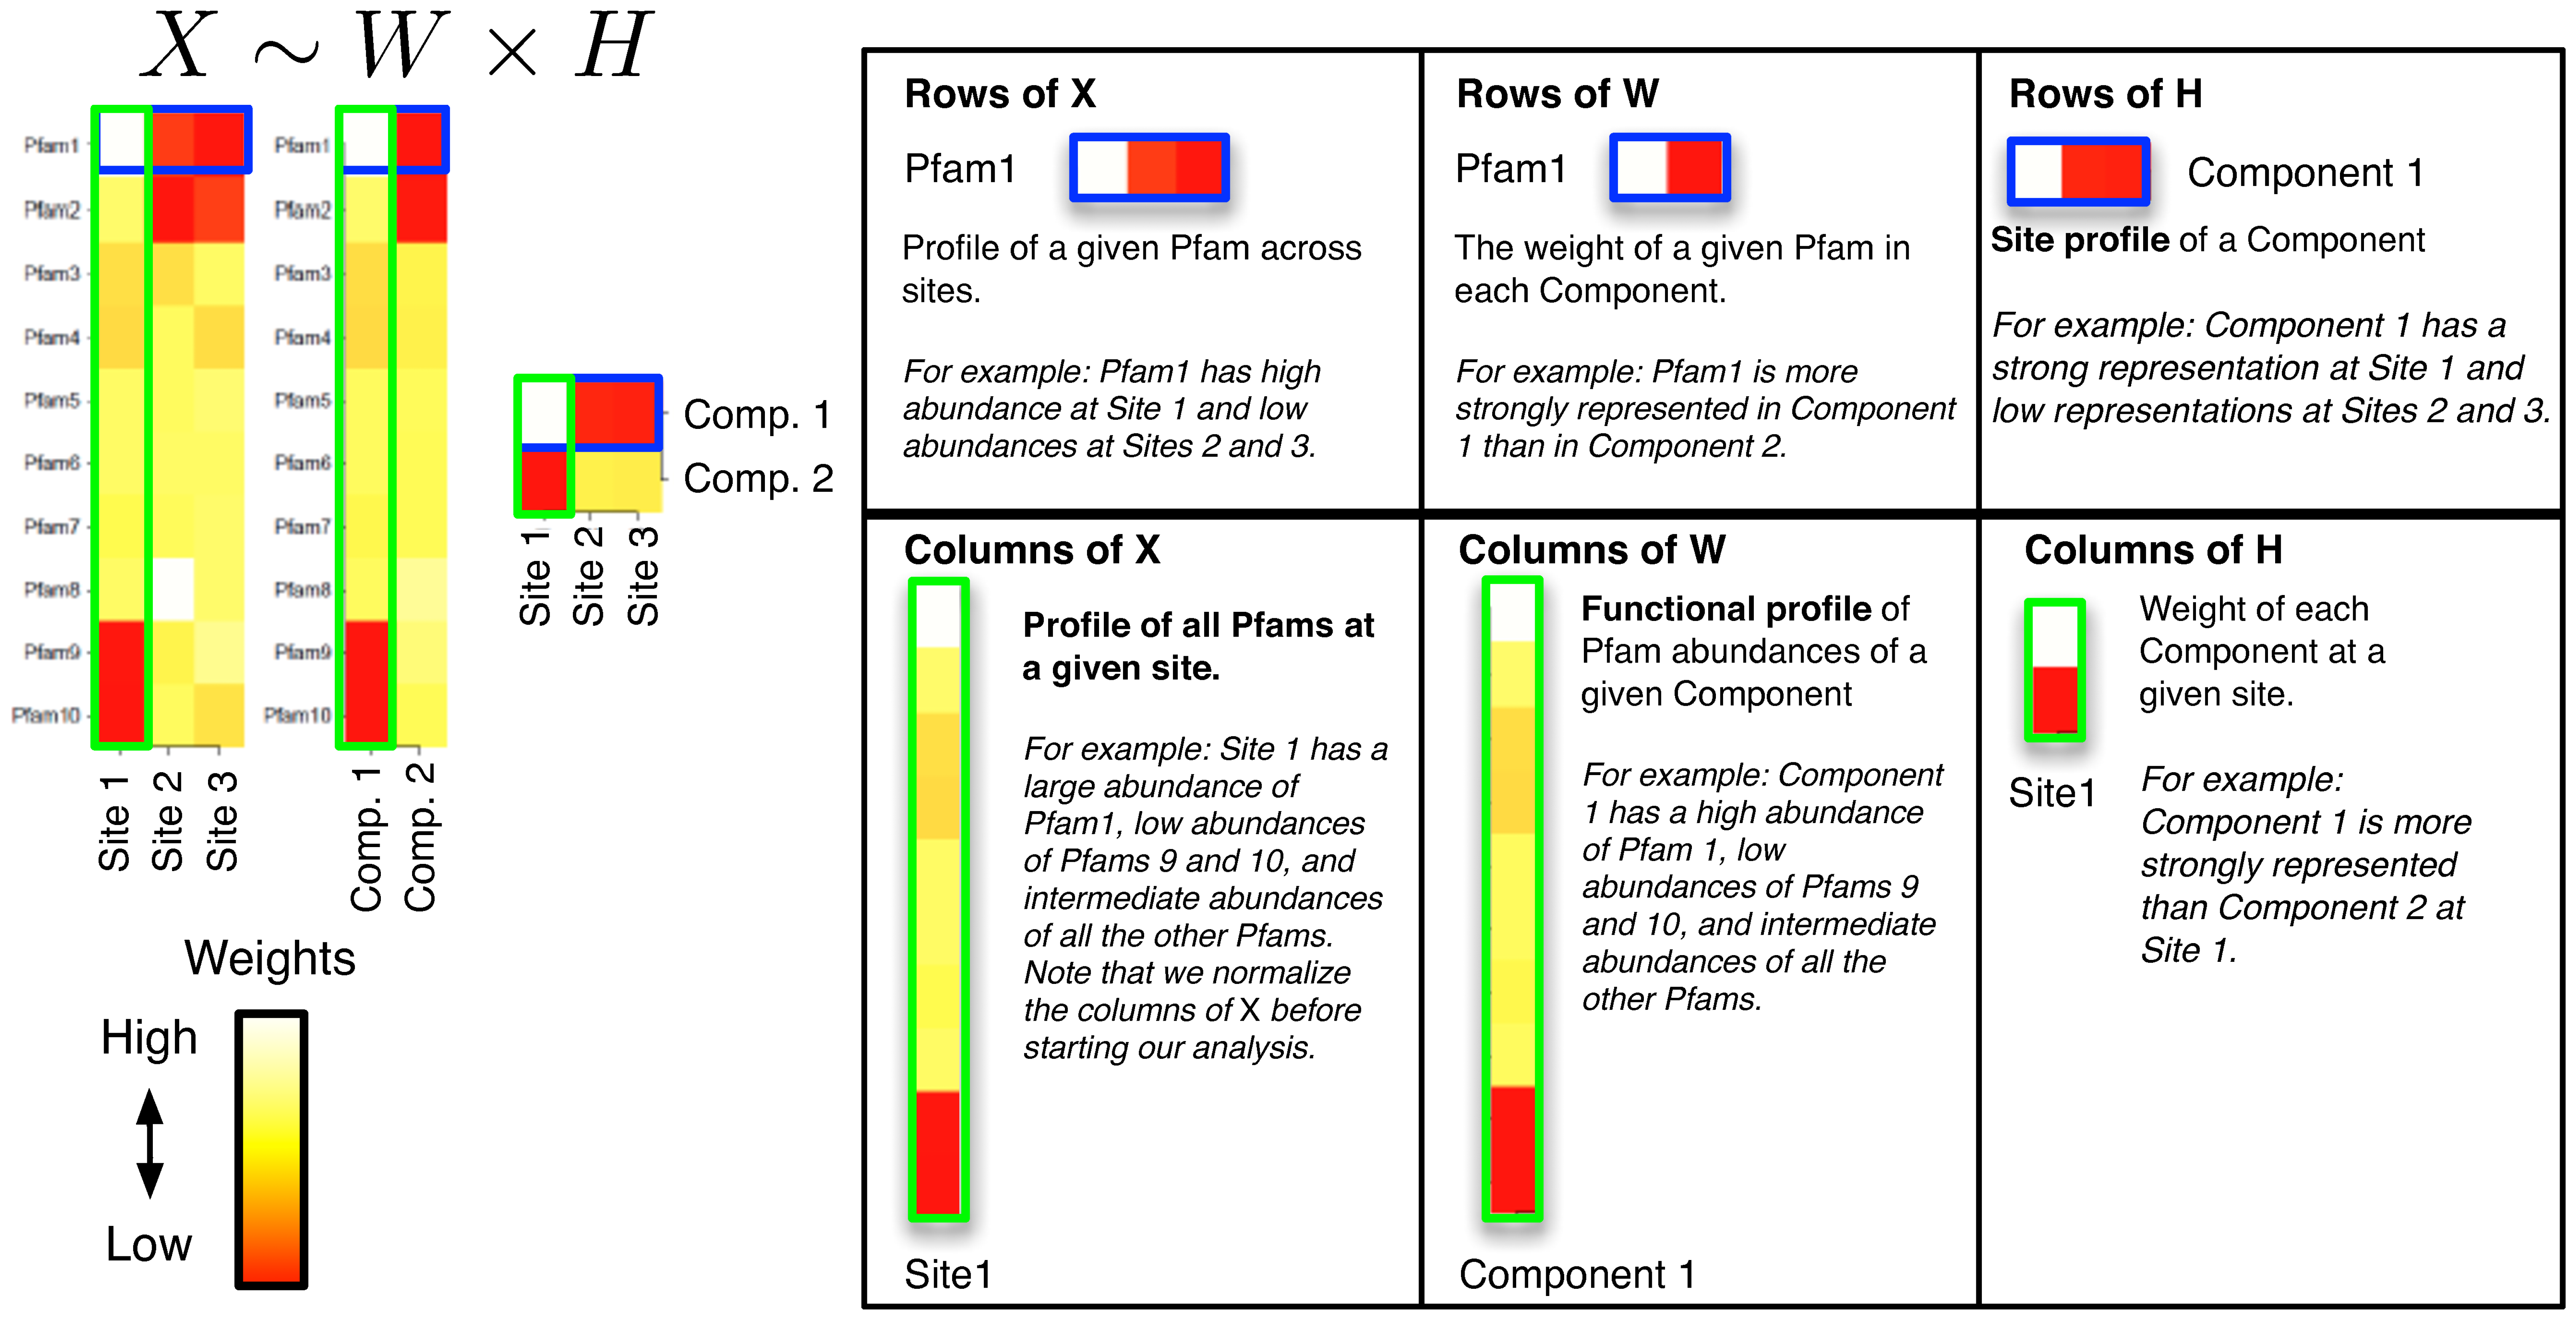 X ∼ W × H
Pfam1
Pfam2
Pfam3
Pfam4
Pfam5
Pfam6
Pfam7
Pfam8
Pfam9
Pfam10
Site 1
Site 2
Site 3
Pfam1
Pfam2
Pfam3
Pfam4
Pfam5
Pfam6
Pfam7
Pfam8
Pfam9
Pfam10
Comp. 1
Comp. 2
Comp. 1
Comp. 2
Site 1
Site 2
Site 3
Weights
High
Low
Rows of X
Pfam1
Profile of a given Pfam across
sites.
For example: Pfam1 has high
abundance at Site 1 and low
abundances at Sites 2 and 3.
Rows of W
Pfam1
The weight of a given Pfam in
each Component.
For example: Pfam1 is more
strongly represented in Component
1 than in Component 2.
Rows of H
Component 1
Site profile of a Component
For example: Component 1 has a
strong representation at Site 1 and
low representations at Sites 2 and 3.
Columns of X
Profile of all Pfams at
a given site.
For example: Site 1 has a
large abundance of
Pfam1, low abundances
of Pfams 9 and 10, and
intermediate abundances
of all the other Pfams.
Note that we normalize
the columns of X before
starting our analysis.
Site1
Columns of W
Functional profile of
Pfam abundances of a
given Component
For example: Component
1 has a high abundance
of Pfam 1, low
abundances of Pfams 9
and 10, and intermediate
abundances of all the
other Pfams.
Component 1
Columns of H
Weight of each
Component at a
given site.
Site1
For example:
Component 1 is more
strongly represented
than Component 2 at
Site 1.